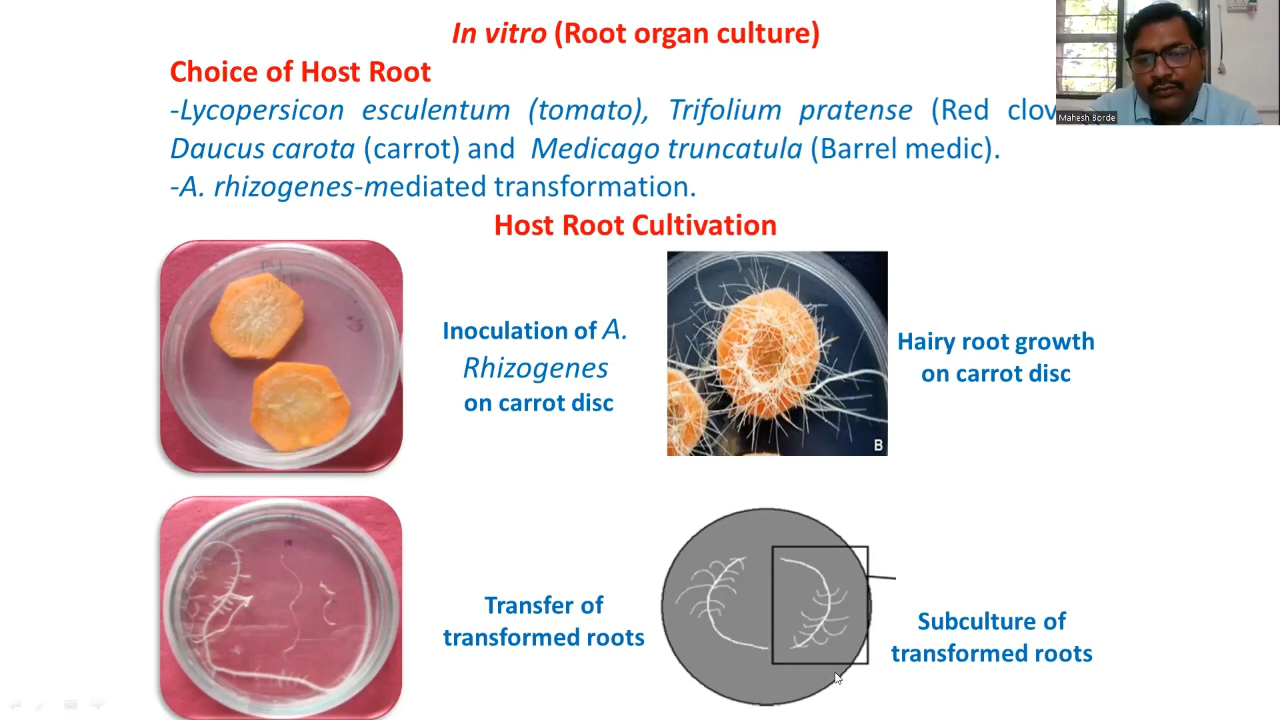 In vitro (Root organ culture)
Choice of Host Root
-Lycopersicon esculentum (tomato), Trifolium pratense (Red
Daucus carota (carrot) and Medicago truncatula (Barrel medic).
-A. rhizogenes-mediated transformation.
Mahesh Borde
Host Root Cultivation
Inoculation of A.
Rhizogenes
on carrot disc
B
Hairy root growth
on carrot disc
Transfer of
transformed roots
Subculture of
transformed roots